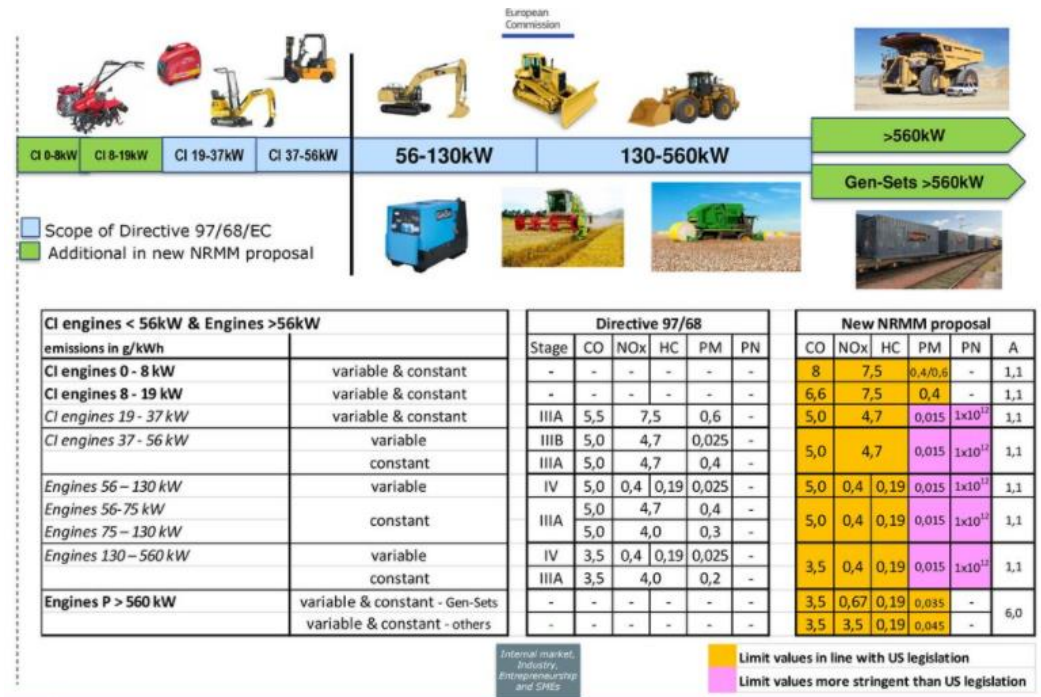 European
Commission
CI 0-8kW CI 8-19kW CI 19-37kW CI 37-56kW 56-130kW 130-560kW >560kW
Gen-Sets >560kW
Scope of Directive 97/68/EC
Additional in new NRMM proposal
CI engines < 56kW & Engines >56kW Directive 97/68 New NRMM proposal
emissions in g/kWh Stage CO NOx HC PM PN CO NOx HC PM PN A
CI engines 0 - 8 kW variable & constant - - - - - - 8 7,5 0,4/0,6 - 1,1
CI engines 8 - 19 kW variable & constant - - - - - - 6,6 7,5 0,4 - 1,1
CI engines 19 - 37 kW variable & constant IIIA 5,5 7,5 0,6 - 5,0 4,7 0,015 1x10¹² 1,1
CI engines 37 - 56 kW variable IIIB 5,0 4,7 0,025 - 5,0 4,7 0,015 1x10¹² 1,1
constant IIIA 5,0 4,7 0,4 -
Engines 56 – 130 kW variable IV 5,0 0,4 0,19 0,025 - 5,0 0,4 0,19 0,015 1x10¹² 1,1
Engines 56-75 kW constant IIIA 5,0 4,7 0,4 - 5,0 0,4 0,19 0,015 1x10¹² 1,1
Engines 75 – 130 kW 5,0 4,0 0,3 -
Engines 130 – 560 kW variable IV 3,5 0,4 0,19 0,025 - 3,5 0,4 0,19 0,015 1x10¹² 1,1
constant IIIA 3,5 4,0 0,2 -
Engines P > 560 kW variable & constant - Gen-Sets - - - - - - 3,5 0,67 0,19 0,035 - 6,0
variable & constant - others - - - - - - 3,5 3,5 0,19 0,045 -
Internal market,
Industry,
Entrepreneurship
and SMEs
Limit values in line with US legislation
Limit values more stringent than US legislation